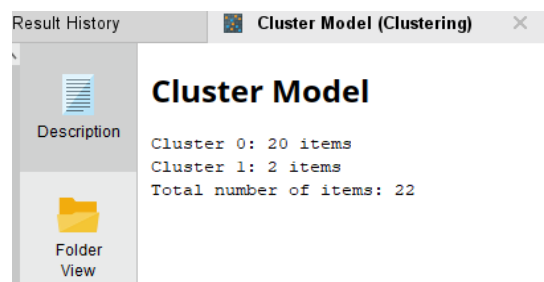 Result History
Cluster Model (Clustering)
Description
Cluster Model
Cluster 0: 20 items
Cluster 1: 2 items
Total number of items: 22
Folder
View